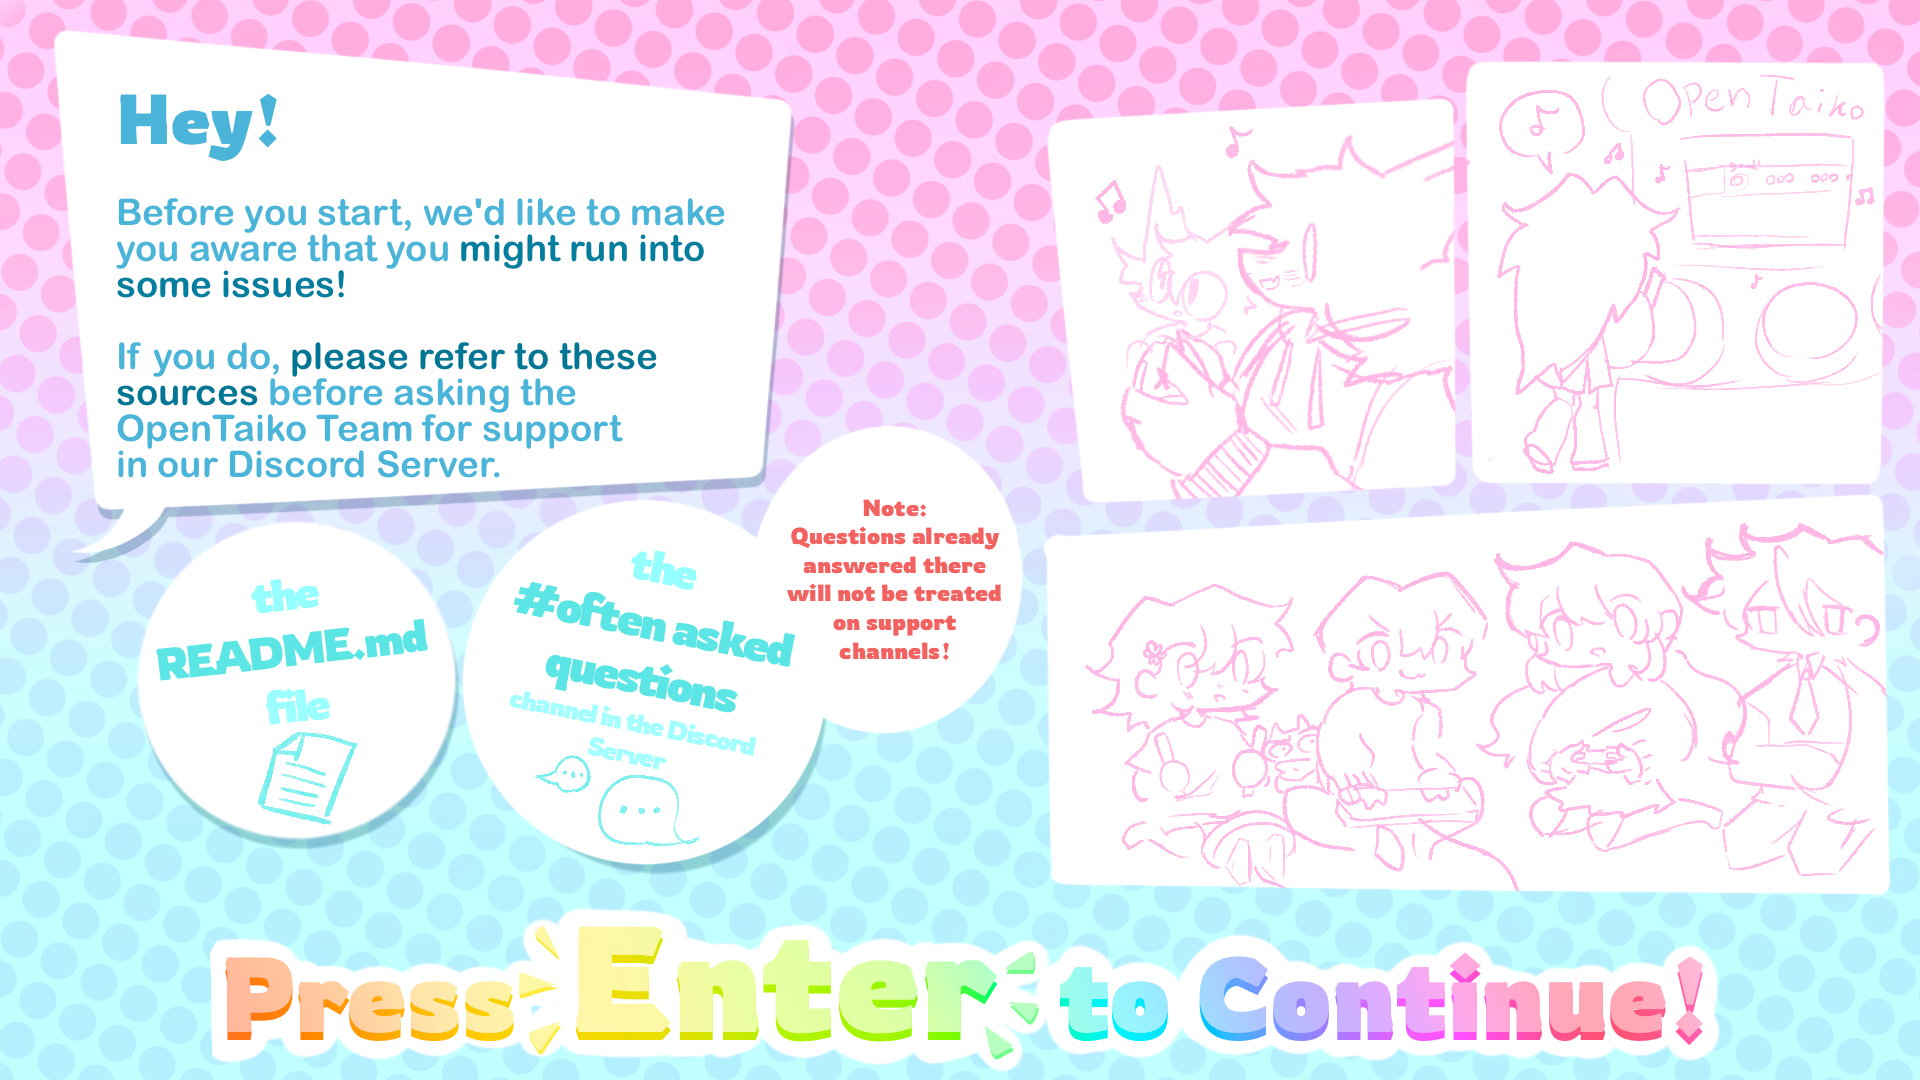 Hey!
Before you start, we'd like to make
you aware that you might run into
some issues!
If you do, please refer to these
sources before asking the
OpenTaiko Team for support
in our Discord Server.
the
README.md
file
the
#often asked
questions
channel in the Discord
Server
Note:
Questions already
answered there
will not be treated
on support
channels!
Open Taiko
Press Enter to Continue!